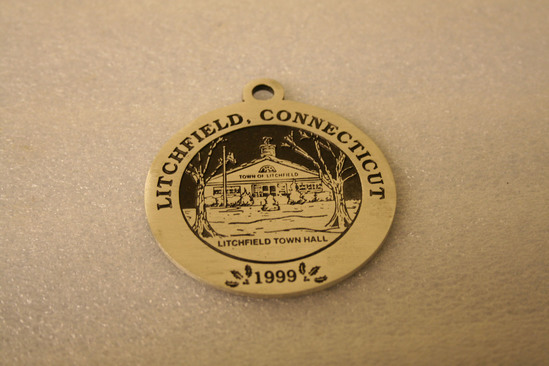 LITCHFIELD, CONNECTICUT
TOWN OF LITCHFIELD
LITCHFIELD TOWN HALL
1999